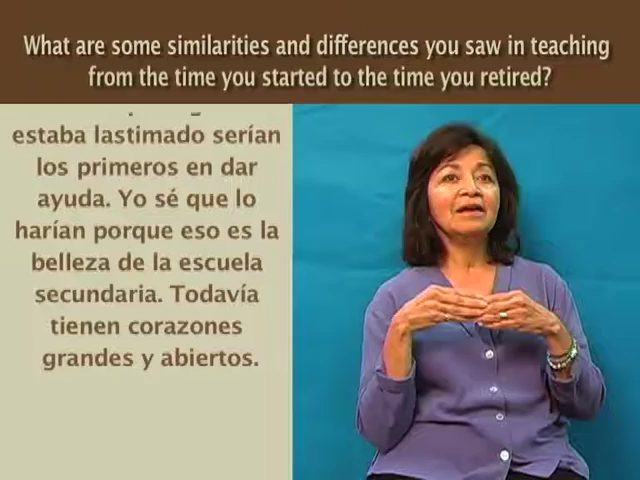 What are some similarities and differences you saw in teaching
from the time you started to the time you retired?
estaba lastimado serían
los primeros en dar
ayuda. Yo sé que lo
harían porque eso es la
belleza de la escuela
secundaria. Todavía
tienen corazones
grandes y abiertos.